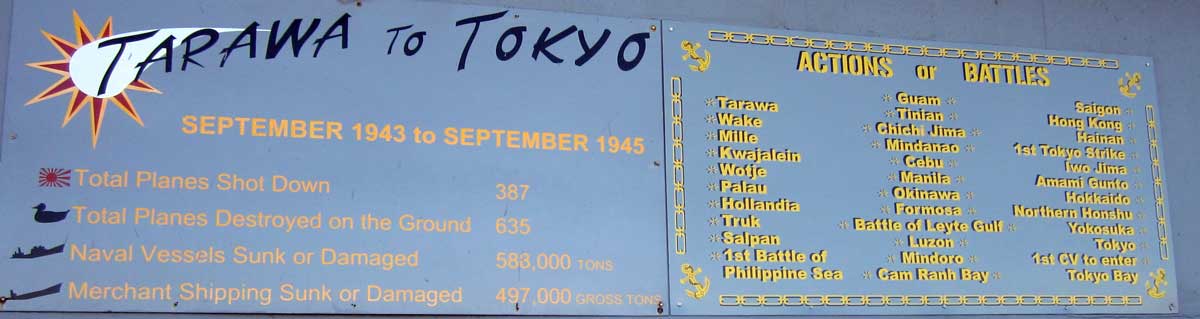 TARAWA TO TOKYO
SEPTEMBER 1943 to SEPTEMBER 1945
Total Planes Shot Down 387
Total Planes Destroyed on the Ground 635
Naval Vessels Sunk or Damaged 583,000 TONS
Merchant Shipping Sunk or Damaged 497,000 GROSS TONS
ACTIONS or BATTLES
Tarawa
Wake
Mille
Kwajalein
Wotje
Palau
Hollandia
Truk
Saipan
1st Battle of
Philippine Sea
Guam
Tinian
Chichi Jima
Mindanao
Cebu
Manila
Okinawa
Formosa
Battle of Leyte Gulf
Luzon
Mindoro
Cam Ranh Bay
Saigon
Hong Kong
Hainan
1st Tokyo Strike
Iwo Jima
Amami Gunto
Hokkaido
Northern Honshu
Yokosuka
Tokyo
1st CV to enter
Tokyo Bay